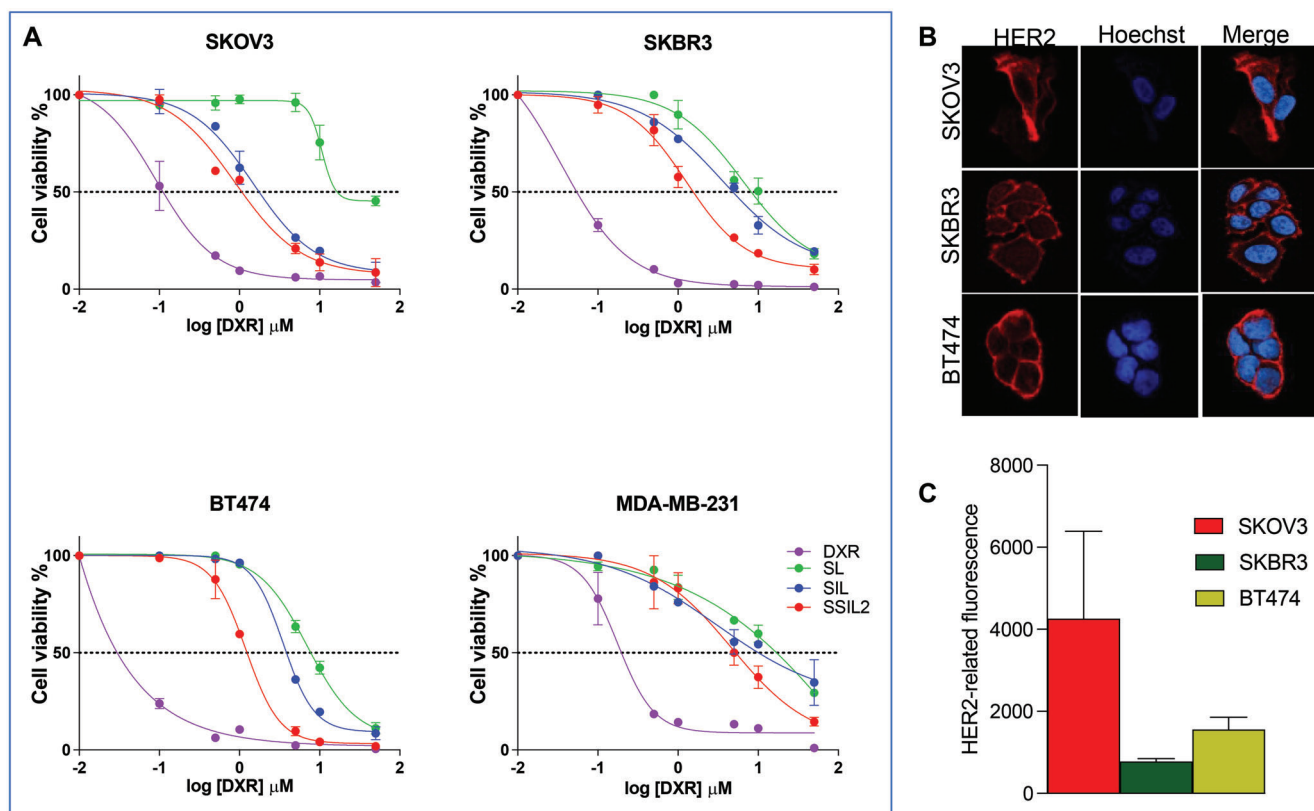 A
SKOV3
Cell viability %
100
50
0
-2 -1 0 1 2
log [DXR] μM
SKBR3
Cell viability %
100
50
0
-2 -1 0 1 2
log [DXR] μM
BT474
Cell viability %
100
50
0
-2 -1 0 1 2
log [DXR] μM
MDA-MB-231
Cell viability %
100
50
0
-2 -1 0 1 2
log [DXR] μM
DXR
SL
SIL
SSIL2
B
HER2 Hoechst Merge
SKOV3
SKBR3
BT474
C
HER2-related fluorescence
8000
6000
4000
2000
0
SKOV3
SKBR3
BT474